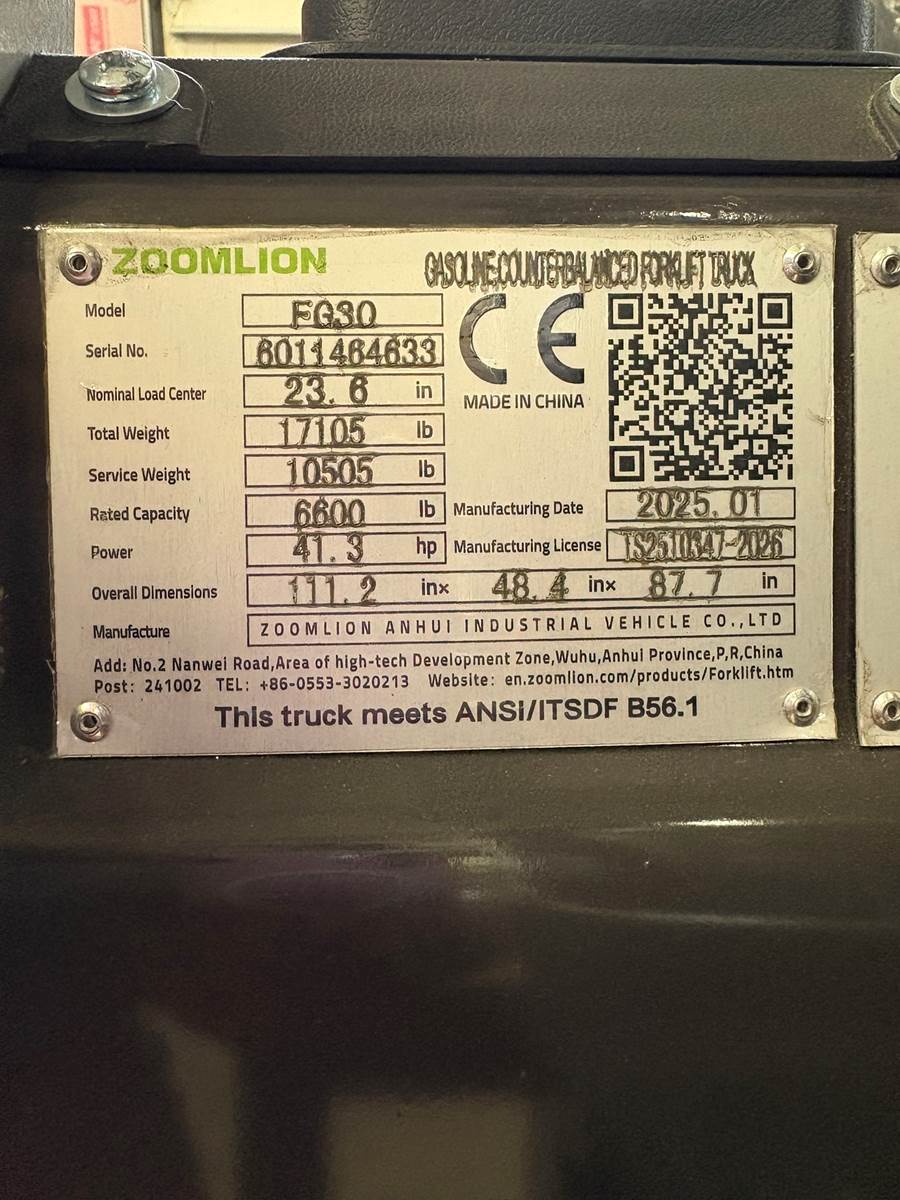 ZOOMLION GASOLINE COUNTERBALANCED FORKLIFT TRUCK
Model FG30
Serial No. 6011464633
CE
Nominal Load Center 23.6 in
MADE IN CHINA
Total Weight 17105 lb
Service Weight 10505 lb
Rated Capacity 6600 lb Manufacturing Date 2025.01
Power 41.3 hp Manufacturing License TS2510347-2026
Overall Dimensions 111.2 in× 48.4 in× 87.7 in
Manufacture ZOOMLION ANHUI INDUSTRIAL VEHICLE CO.,LTD
Add: No.2 Nanwei Road,Area of high-tech Development Zone,Wuhu,Anhui Province,P,R,China
Post: 241002 TEL: +86-0553-3020213 Website: en.zoomlion.com/products/Forklift.htm
This truck meets ANSI/ITSDF B56.1